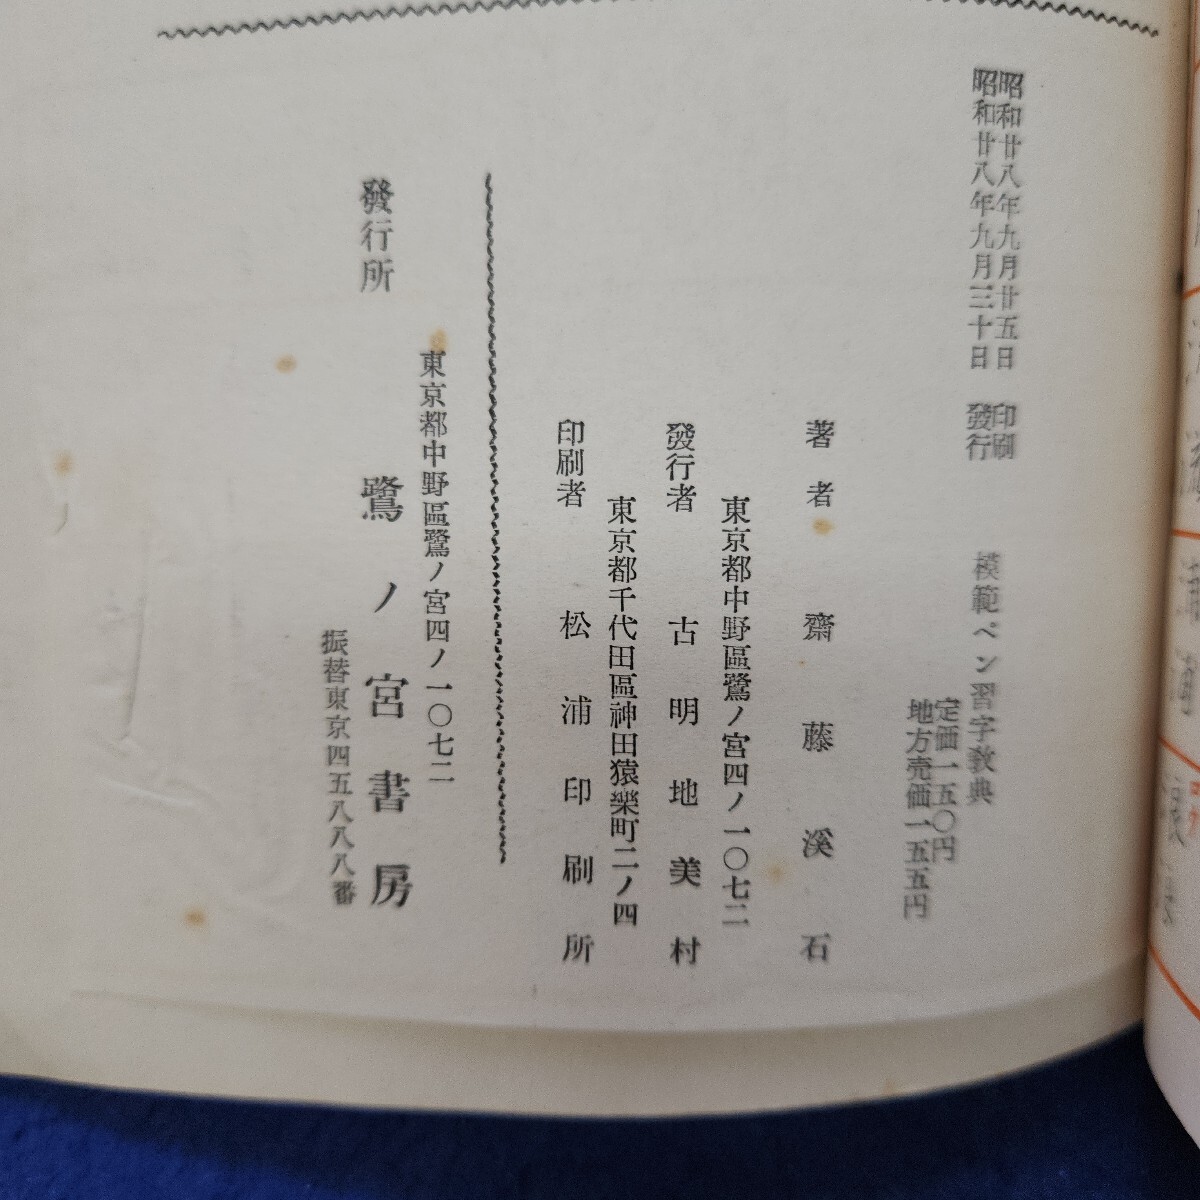 昭和廿八年九月廿五日 印刷
昭和廿八年九月三十日 發行
模範ペン習字教典
定価一五〇円
地方売価一五五円
著者 齋藤溪石
東京都中野區鷺ノ宮四ノ一〇七二
發行者 古明地美村
東京都千代田區神田猿樂町二ノ四
印刷者 松浦印刷所
東京都中野區鷺ノ宮四ノ一〇七二
發行所 鷺ノ宮書房
振替東京四五八八八番